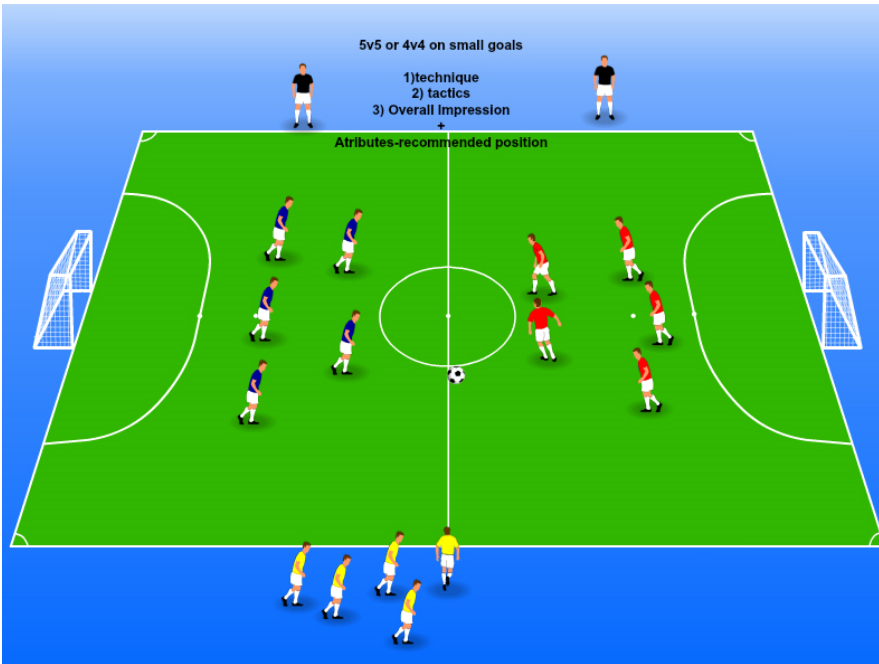 5v5 or 4v4 on small goals
1)technique
2) tactics
3) Overall Impression
+
Atributes-recommended position